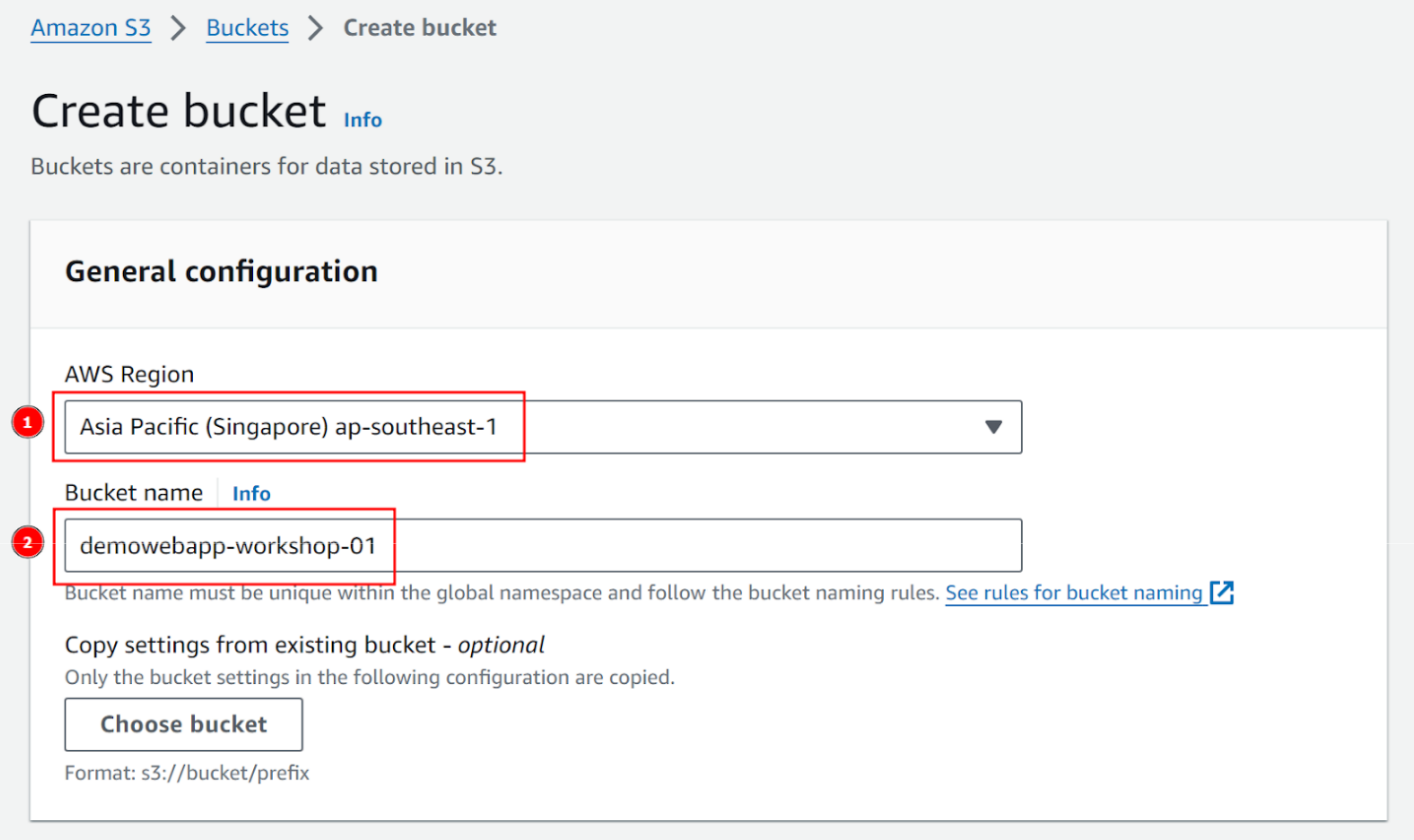 Amazon S3 > Buckets > Create bucket
Create bucket Info
Buckets are containers for data stored in S3.
General configuration
AWS Region
1 Asia Pacific (Singapore) ap-southeast-1
Bucket name Info
2 demowebapp-workshop-01
Bucket name must be unique within the global namespace and follow the bucket naming rules. See rules for bucket naming
Copy settings from existing bucket - optional
Only the bucket settings in the following configuration are copied.
Choose bucket
Format: s3://bucket/prefix